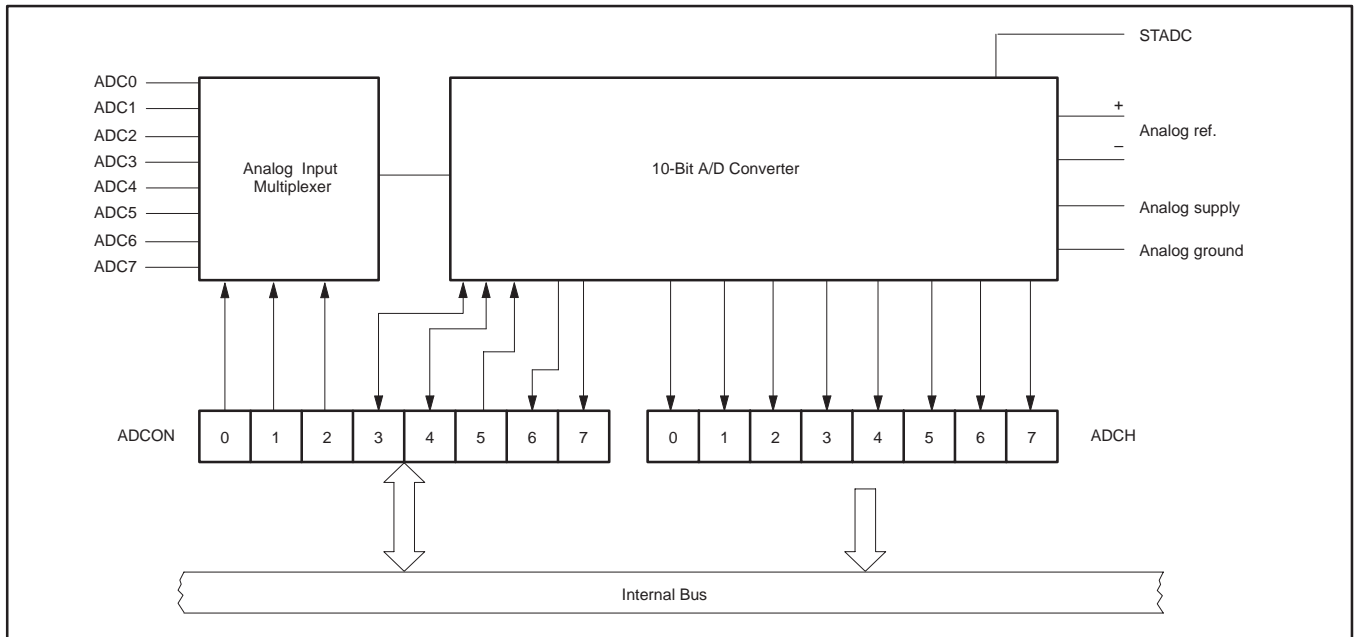 STADC
ADC0
ADC1
ADC2
ADC3
ADC4
ADC5
ADC6
ADC7
Analog Input
Multiplexer
10-Bit A/D Converter
+
Analog ref.
–
Analog supply
Analog ground
ADCON
0 1 2 3 4 5 6 7
0 1 2 3 4 5 6 7
ADCH
Internal Bus